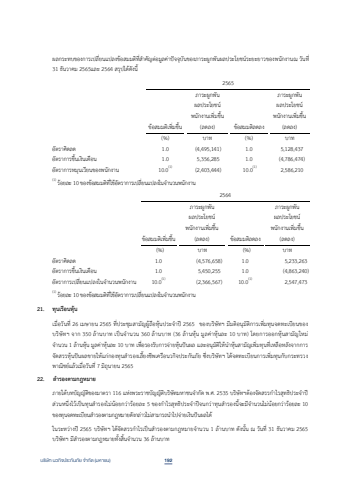 ผลกระทบของการเปลี่ยนแปลงข้อสมมติที่สำคัญต่อมูลค่าปัจจุบันของภาระผูกพันผลประโยชน์ระยะยาวของพนักงาน ณ วันที่
31 ธันวาคม 2565และ 2564 สรุปได้ดังนี้
2565
ภาระผูกพัน ภาระผูกพัน
ผลประโยชน์ ผลประโยชน์
พนักงานเพิ่มขึ้น พนักงานเพิ่มขึ้น
ข้อสมมติเพิ่มขึ้น (ลดลง) ข้อสมมติลดลง (ลดลง)
(%) บาท (%) บาท
อัตราคิดลด 1.0 (4,495,141) 1.0 5,128,437
อัตราการขึ้นเงินเดือน 1.0 5,356,285 1.0 (4,786,474)
อัตราการหมุนเวียนของพนักงาน 10.0(1) (2,403,444) 10.0(1) 2,586,210
(1) ร้อยละ 10 ของข้อสมมติที่ใช้อัตราการเปลี่ยนแปลงในจำนวนพนักงาน
2564
ภาระผูกพัน ภาระผูกพัน
ผลประโยชน์ ผลประโยชน์
พนักงานเพิ่มขึ้น พนักงานเพิ่มขึ้น
ข้อสมมติเพิ่มขึ้น (ลดลง) ข้อสมมติลดลง (ลดลง)
(%) บาท (%) บาท
อัตราคิดลด 1.0 (4,576,658) 1.0 5,233,263
อัตราการขึ้นเงินเดือน 1.0 5,450,255 1.0 (4,863,240)
อัตราการเปลี่ยนแปลงในจำนวนพนักงาน 10.0(1) (2,366,567) 10.0(1) 2,547,473
(1) ร้อยละ 10 ของข้อสมมติที่ใช้อัตราการเปลี่ยนแปลงในจำนวนพนักงาน
21. ทุนเรือนหุ้น
เมื่อวันที่ 26 เมษายน 2565 ที่ประชุมสามัญผู้ถือหุ้นประจำปี 2565 ของบริษัทฯ มีมติอนุมัติการเพิ่มทุนจดทะเบียนของ
บริษัทฯ จาก 350 ล้านบาท เป็นจำนวน 360 ล้านบาท (36 ล้านหุ้น มูลค่าหุ้นละ 10 บาท) โดยการออกหุ้นสามัญใหม่
จำนวน 1 ล้านหุ้น มูลค่าหุ้นละ 10 บาท เพื่อรองรับการจ่ายหุ้นปันผล และอนุมัติให้นำหุ้นสามัญเพิ่มทุนที่เหลือหลังจากการ
จัดสรรหุ้นปันผลขายให้แก่กองทุนสำรองเลี้ยงชีพเครือนวกิจประกันภัย ซึ่งบริษัทฯ ได้จดทะเบียนการเพิ่มทุนกับกระทรวง
พาณิชย์แล้วเมื่อวันที่ 7 มิถุนายน 2565
22. สำรองตามกฎหมาย
ภายใต้บทบัญญัติของมาตรา 116 แห่งพระราชบัญญัติบริษัทมหาชนจำกัด พ.ศ. 2535 บริษัทฯต้องจัดสรรกำไรสุทธิประจำปี
ส่วนหนึ่งไว้เป็นทุนสำรองไม่น้อยกว่าร้อยละ 5 ของกำไรสุทธิประจำปีจนกว่าทุนสำรองนี้จะมีจำนวนไม่น้อยกว่าร้อยละ 10
ของทุนจดทะเบียนสำรองตามกฎหมายดังกล่าวไม่สามารถนำไปจ่ายเงินปันผลได้
ในระหว่างปี 2565 บริษัทฯ ได้จัดสรรกำไรเป็นสำรองตามกฎหมายจำนวน 1 ล้านบาท ดังนั้น ณ วันที่ 31 ธันวาคม 2565
บริษัทฯ มีสำรองตามกฎหมายทั้งสิ้นจำนวน 36 ล้านบาท
บริษัท นวกิจประกันภัย จำกัด (มหาชน)